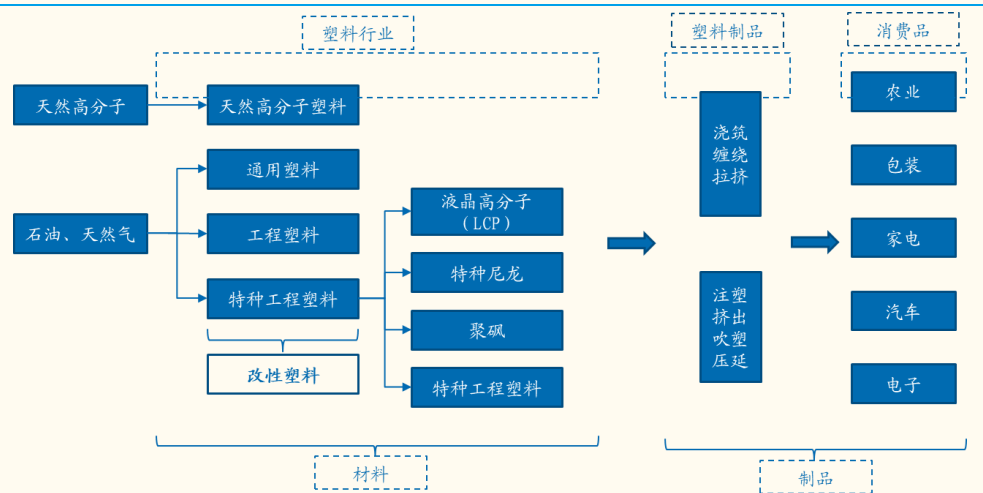 塑料行业
塑料制品
消费品
天然高分子
天然高分子塑料
石油、天然气
通用塑料
工程塑料
特种工程塑料
改性塑料
液晶高分子
(LCP)
特种尼龙
聚砜
特种工程塑料
浇筑
缠绕
拉挤
注塑
挤出
吹塑
压延
农业
包装
家电
汽车
电子
材料
制品